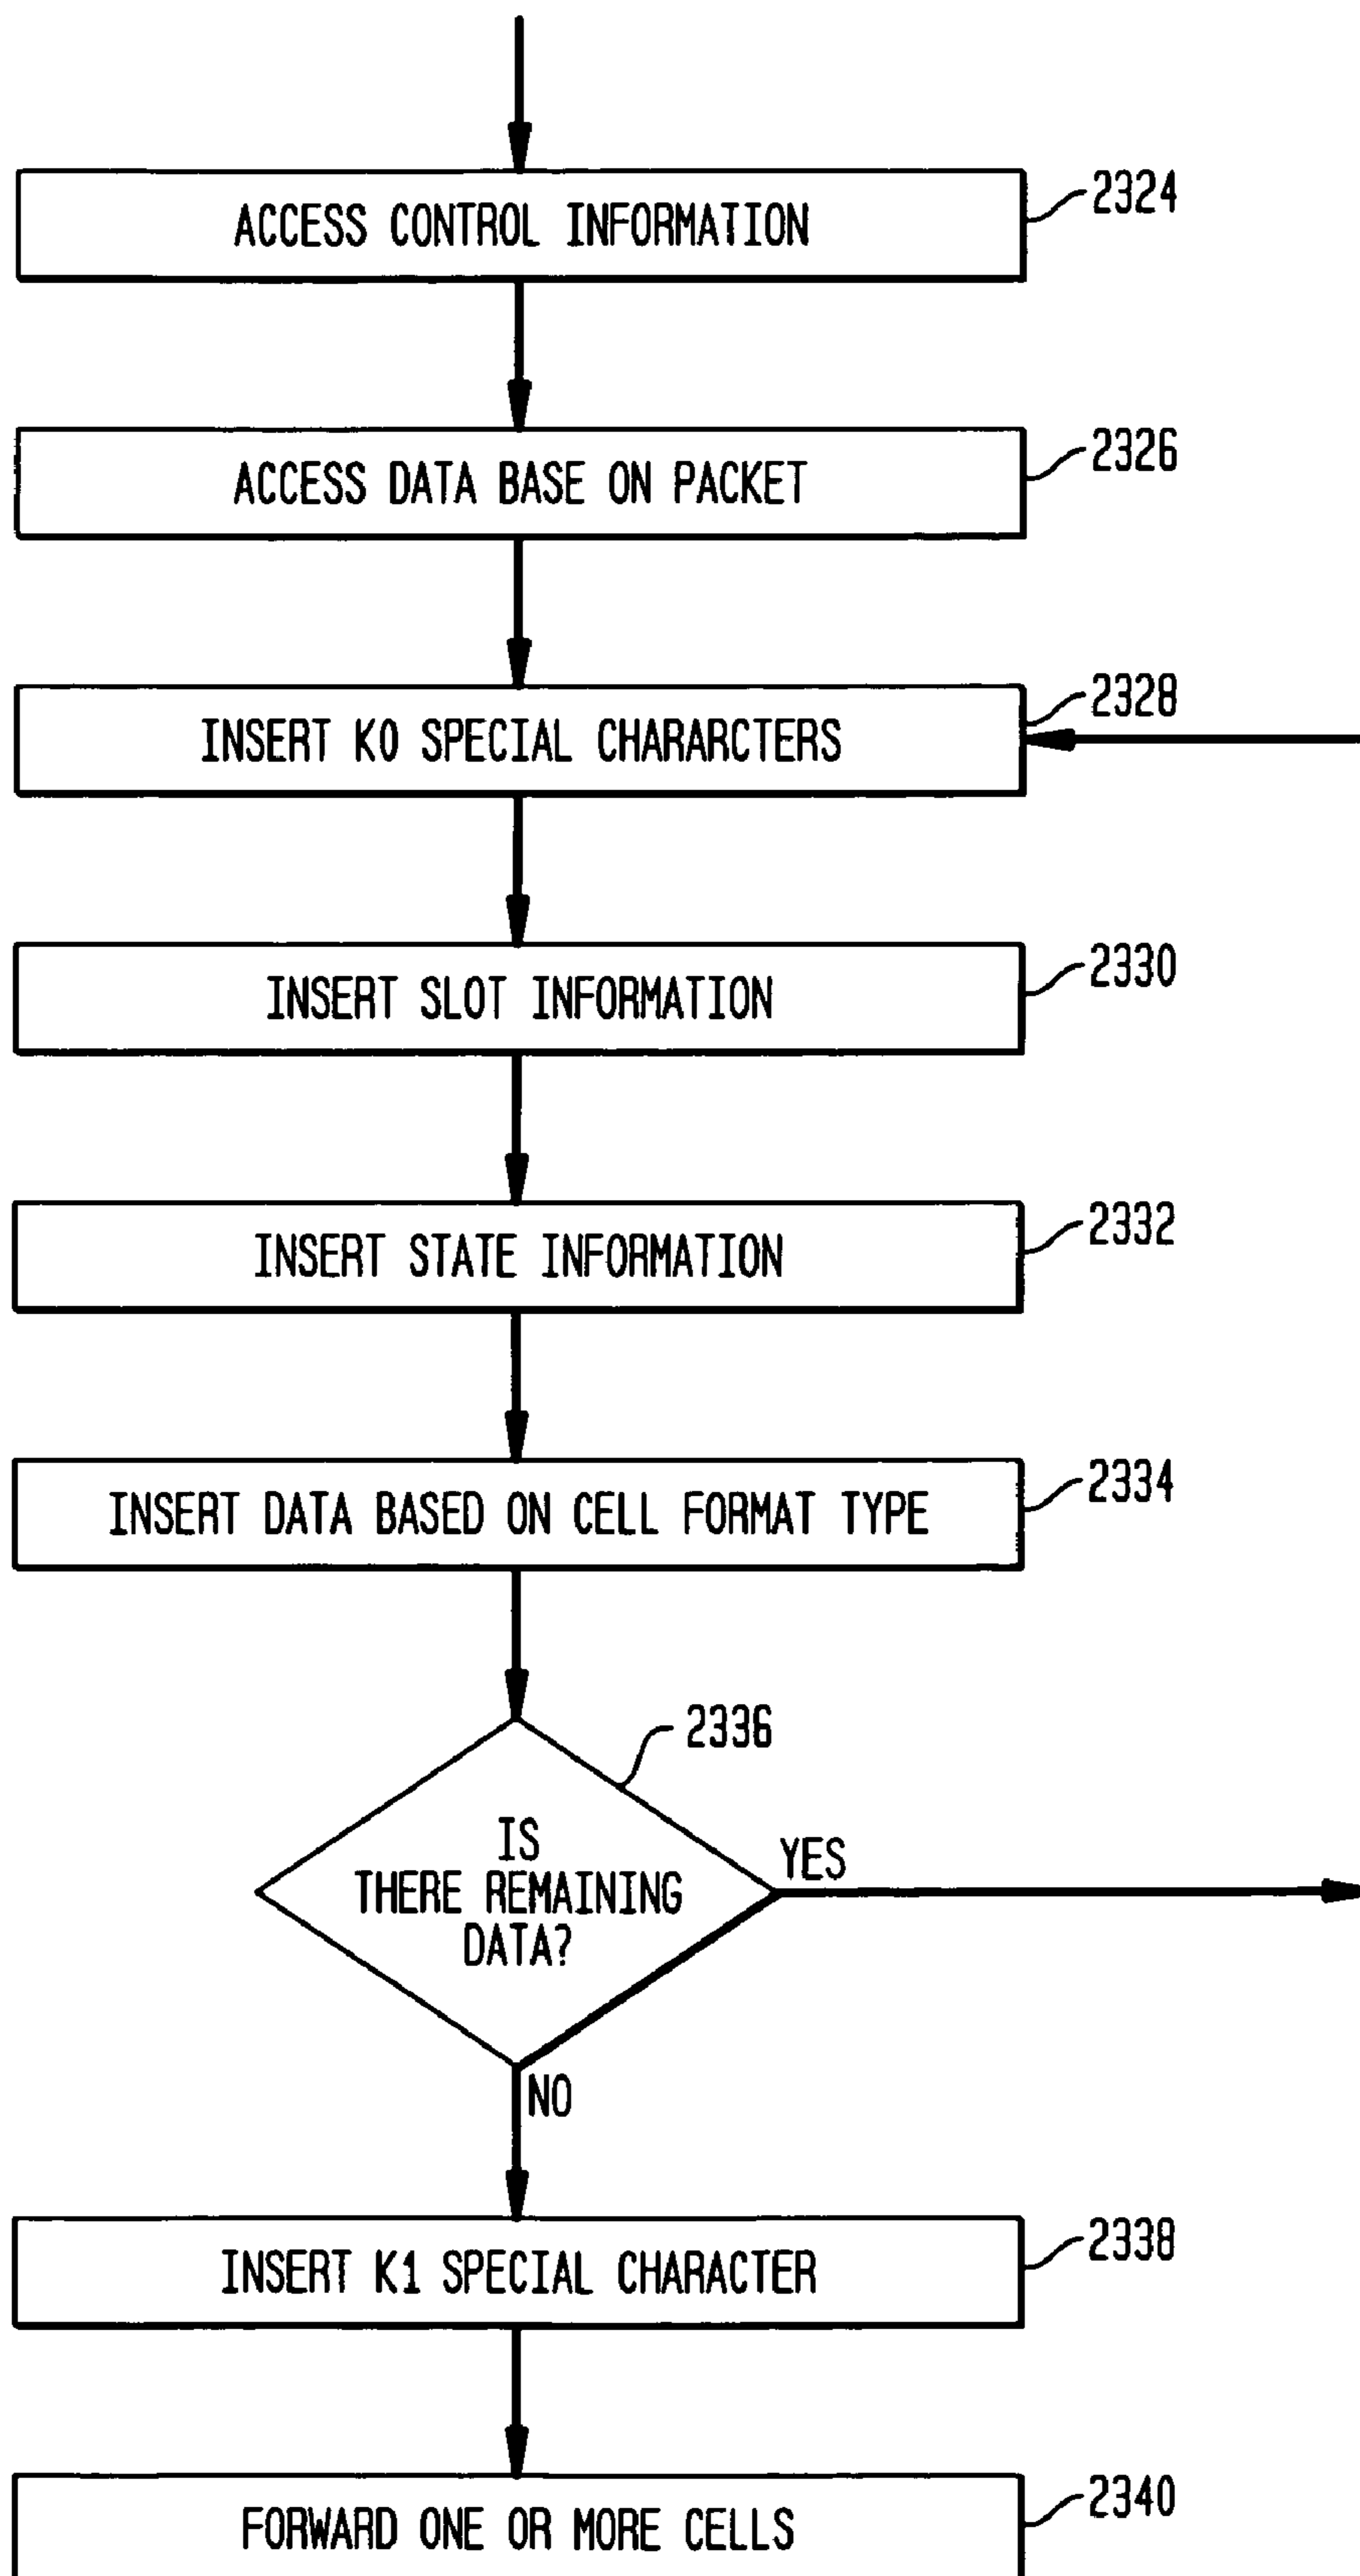 ACCESS CONTROL INFORMATION
2324
ACCESS DATA BASE ON PACKET
2326
INSERT K0 SPECIAL CHARARCTERS
2328
INSERT SLOT INFORMATION
2330
INSERT STATE INFORMATION
2332
INSERT DATA BASED ON CELL FORMAT TYPE
2334
2336
IS
THERE REMAINING
DATA?
YES
NO
INSERT K1 SPECIAL CHARACTER
2338
FORWARD ONE OR MORE CELLS
2340